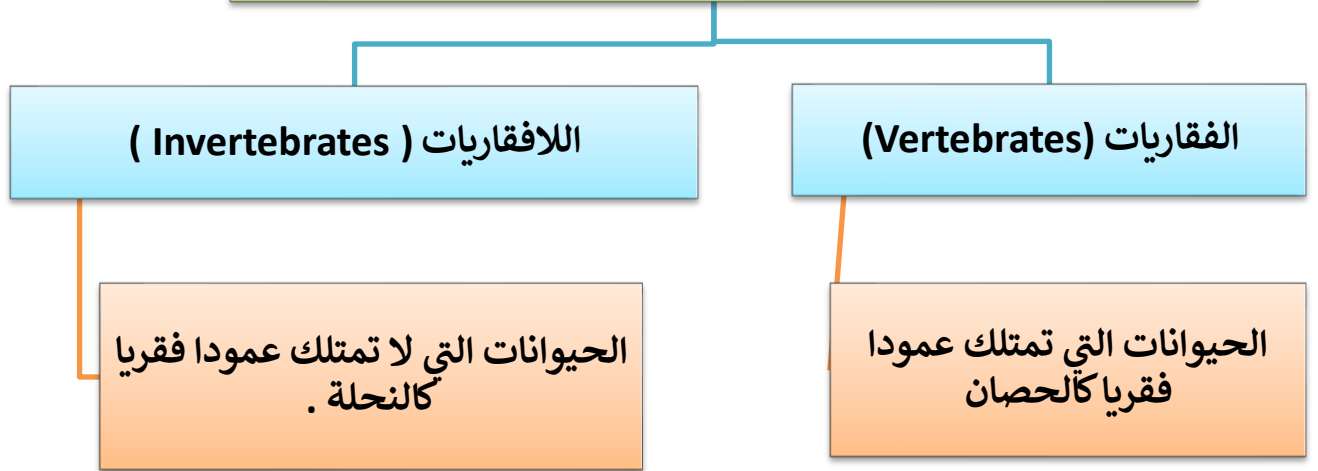 الفقاريات (Vertebrates)
اللافقاريات ( Invertebrates )
الحيوانات التي تمتلك عمودا
فقريا كالحصان
الحيوانات التي لا تمتلك عمودا فقريا
كالنحلة .